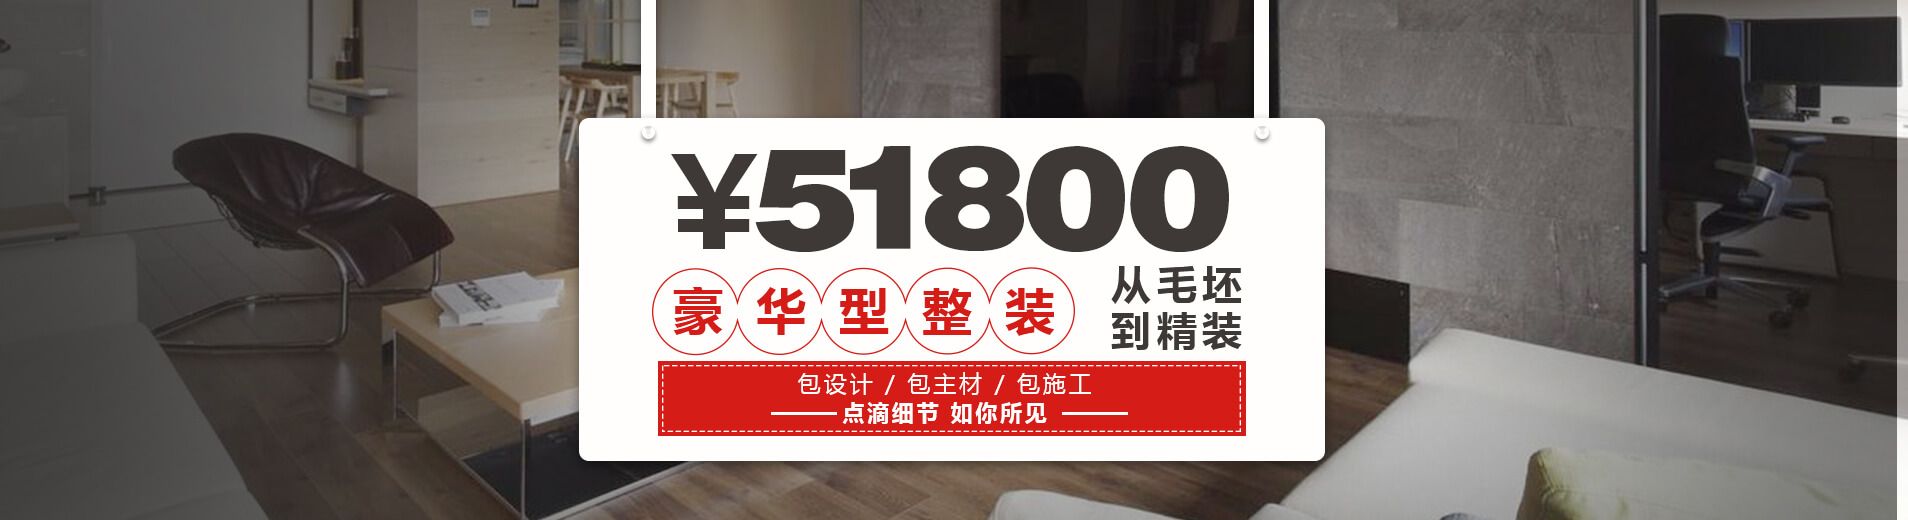 ¥51800
豪华型整装
从毛坯
到精装
包设计 / 包主材 / 包施工
点滴细节 如你所见